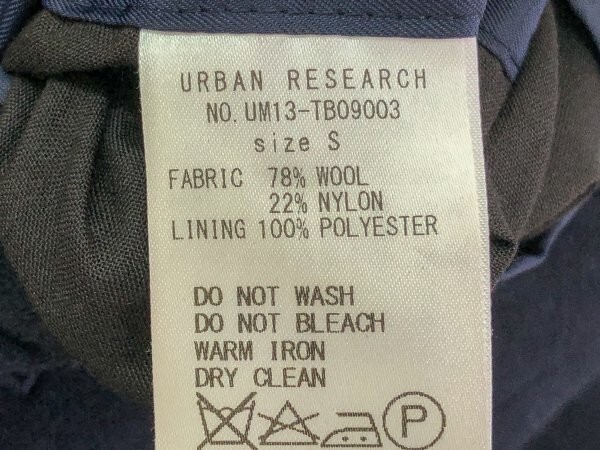 URBAN RESEARCH
NO. UM13-TB09003
size S
FABRIC 78% WOOL
22% NYLON
LINING 100% POLYESTER
DO NOT WASH
DO NOT BLEACH
WARM IRON
DRY CLEAN
P